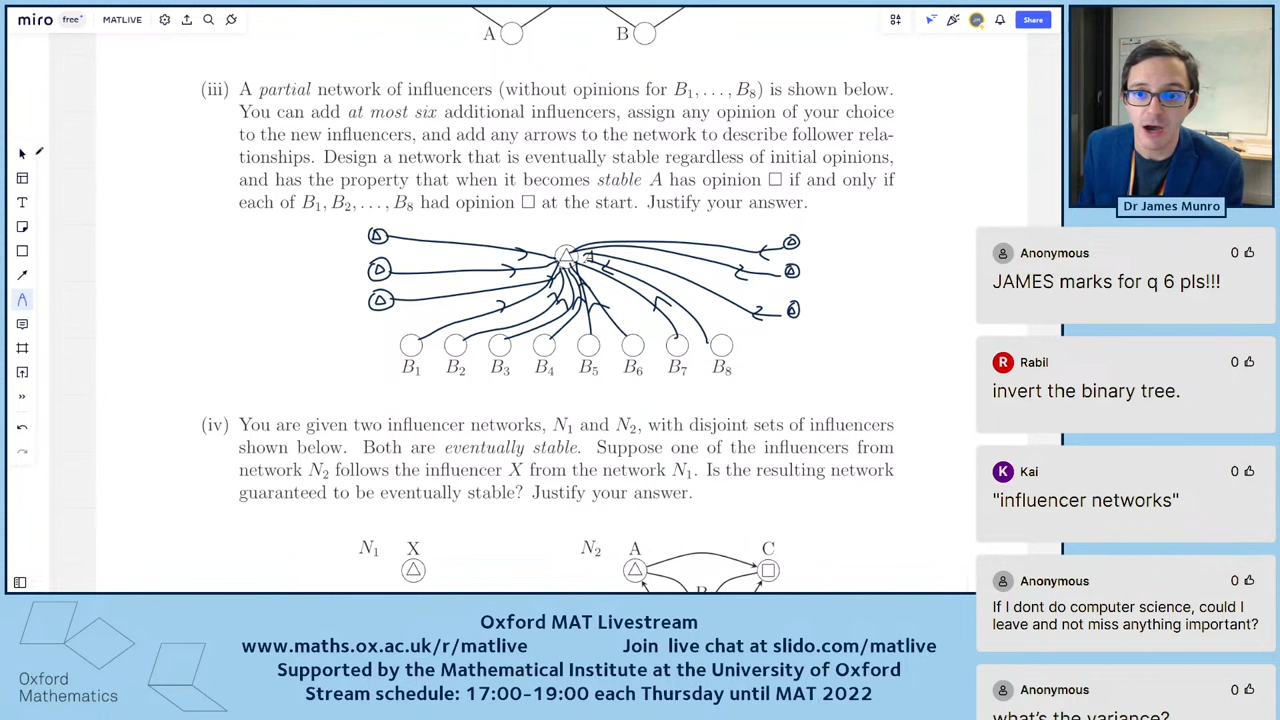 miro free MATLIVE Share
A B
(iii) A partial network of influencers (without opinions for B1, . . . , B8) is shown below.
You can add at most six additional influencers, assign any opinion of your choice
to the new influencers, and add any arrows to the network to describe follower rela-
tionships. Design a network that is eventually stable regardless of initial opinions,
and has the property that when it becomes stable A has opinion □ if and only if
each of B1, B2, . . . , B8 had opinion □ at the start. Justify your answer.
B1 B2 B3 B4 B5 B6 B7 B8
(iv) You are given two influencer networks, N1 and N2, with disjoint sets of influencers
shown below. Both are eventually stable. Suppose one of the influencers from
network N2 follows the influencer X from the network N1. Is the resulting network
guaranteed to be eventually stable? Justify your answer.
N1 X N2 A C
Dr James Munro
Anonymous 0
JAMES marks for q 6 pls!!!
R Rabil 0
invert the binary tree.
K Kai 0
"influencer networks"
Anonymous 0
If I dont do computer science, could I
leave and not miss anything important?
Anonymous 0
what's the variance?
Oxford
Mathematics
Oxford MAT Livestream
www.maths.ox.ac.uk/r/matlive Join live chat at slido.com/matlive
Supported by the Mathematical Institute at the University of Oxford
Stream schedule: 17:00-19:00 each Thursday until MAT 2022